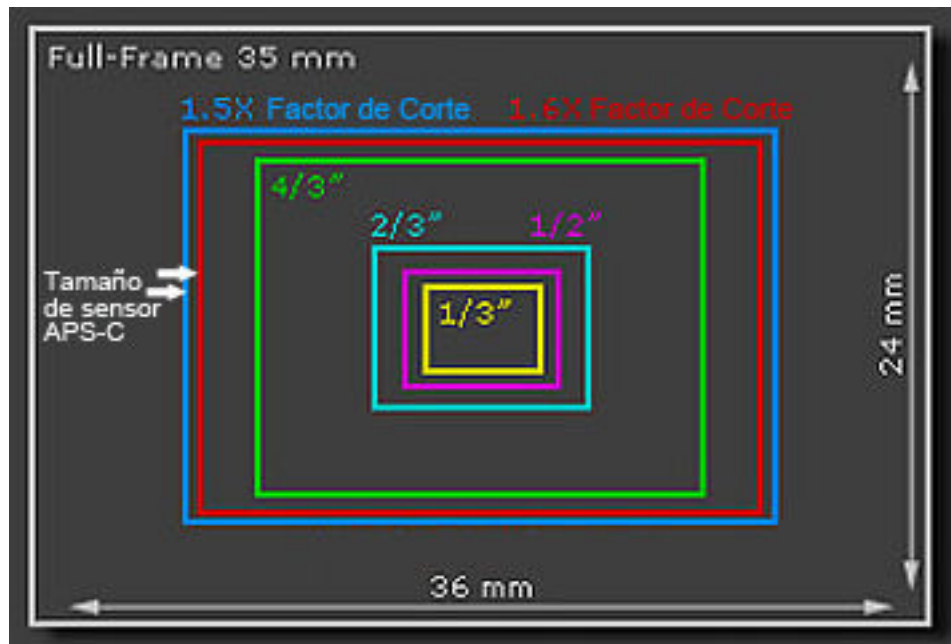 Full-Frame 35 mm
1.5X Factor de Corte
1.6X Factor de Corte
4/3"
2/3"
1/2"
1/3"
Tamaño
de sensor
APS-C
24 mm
36 mm